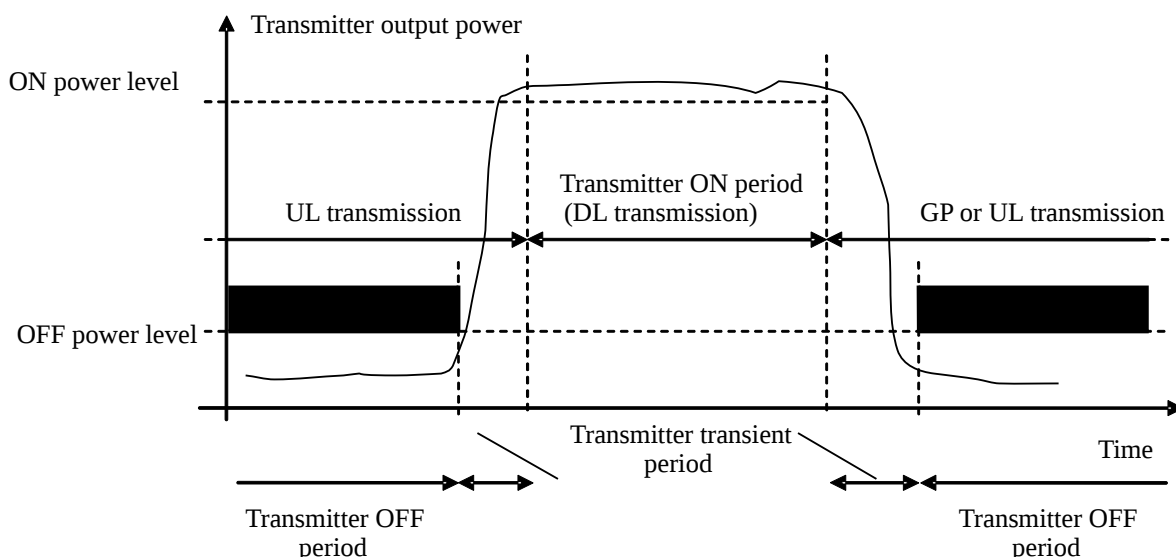 Transmitter output power
ON power level
Transmitter ON period
(DL transmission)
UL transmission
GP or UL transmission
OFF power level
Transmitter transient
period
Time
Transmitter OFF
period
Transmitter OFF
period